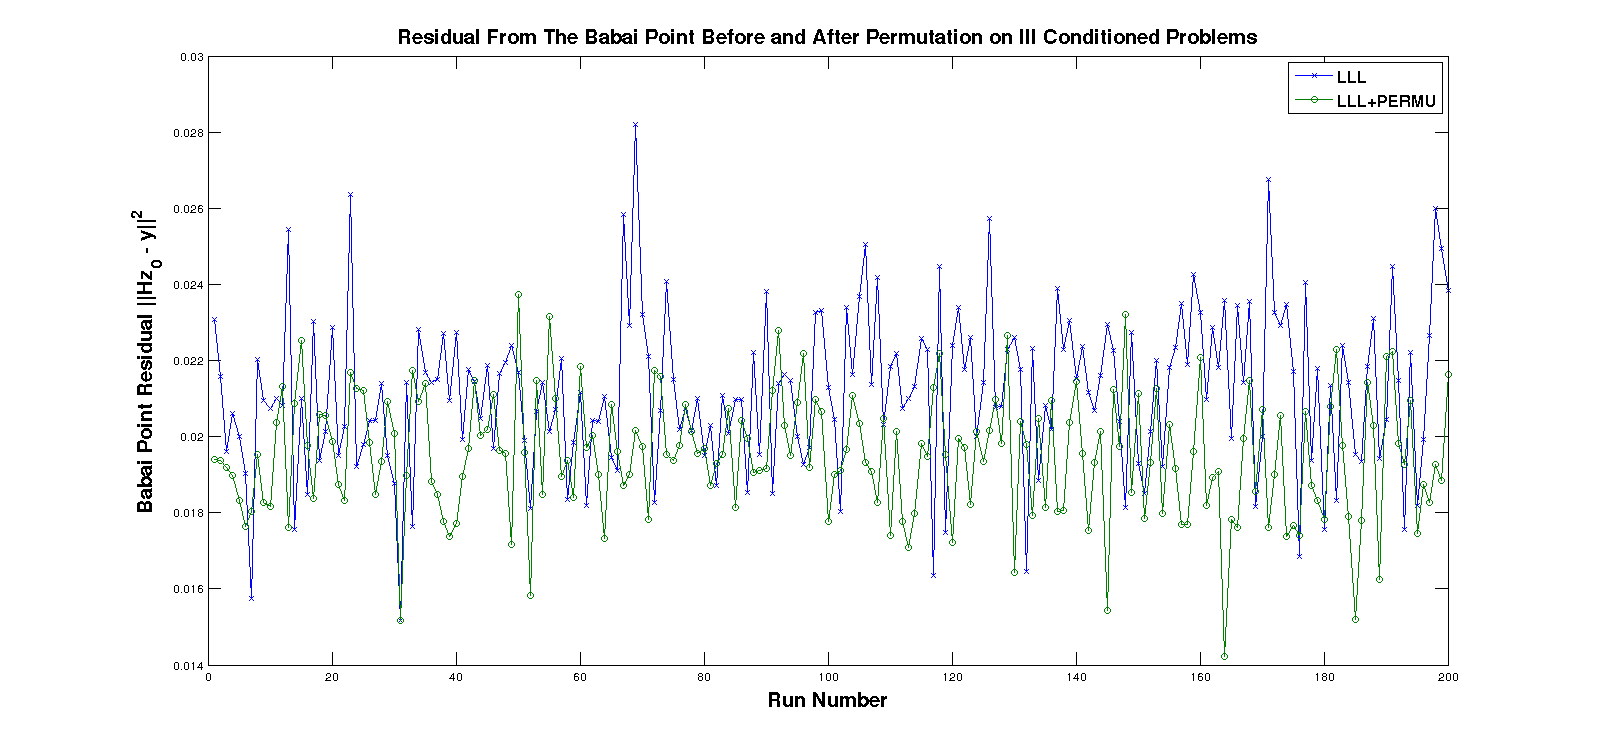 Residual From The Babai Point Before and After Permutation on Ill Conditioned Problems
0.03
0.028
0.026
0.024
0.022
0.02
0.018
0.016
0.014
Babai Point Residual ||Hz₀ - y||²
LLL
LLL+PERMU
0 20 40 60 80 100 120 140 160 180 200
Run Number